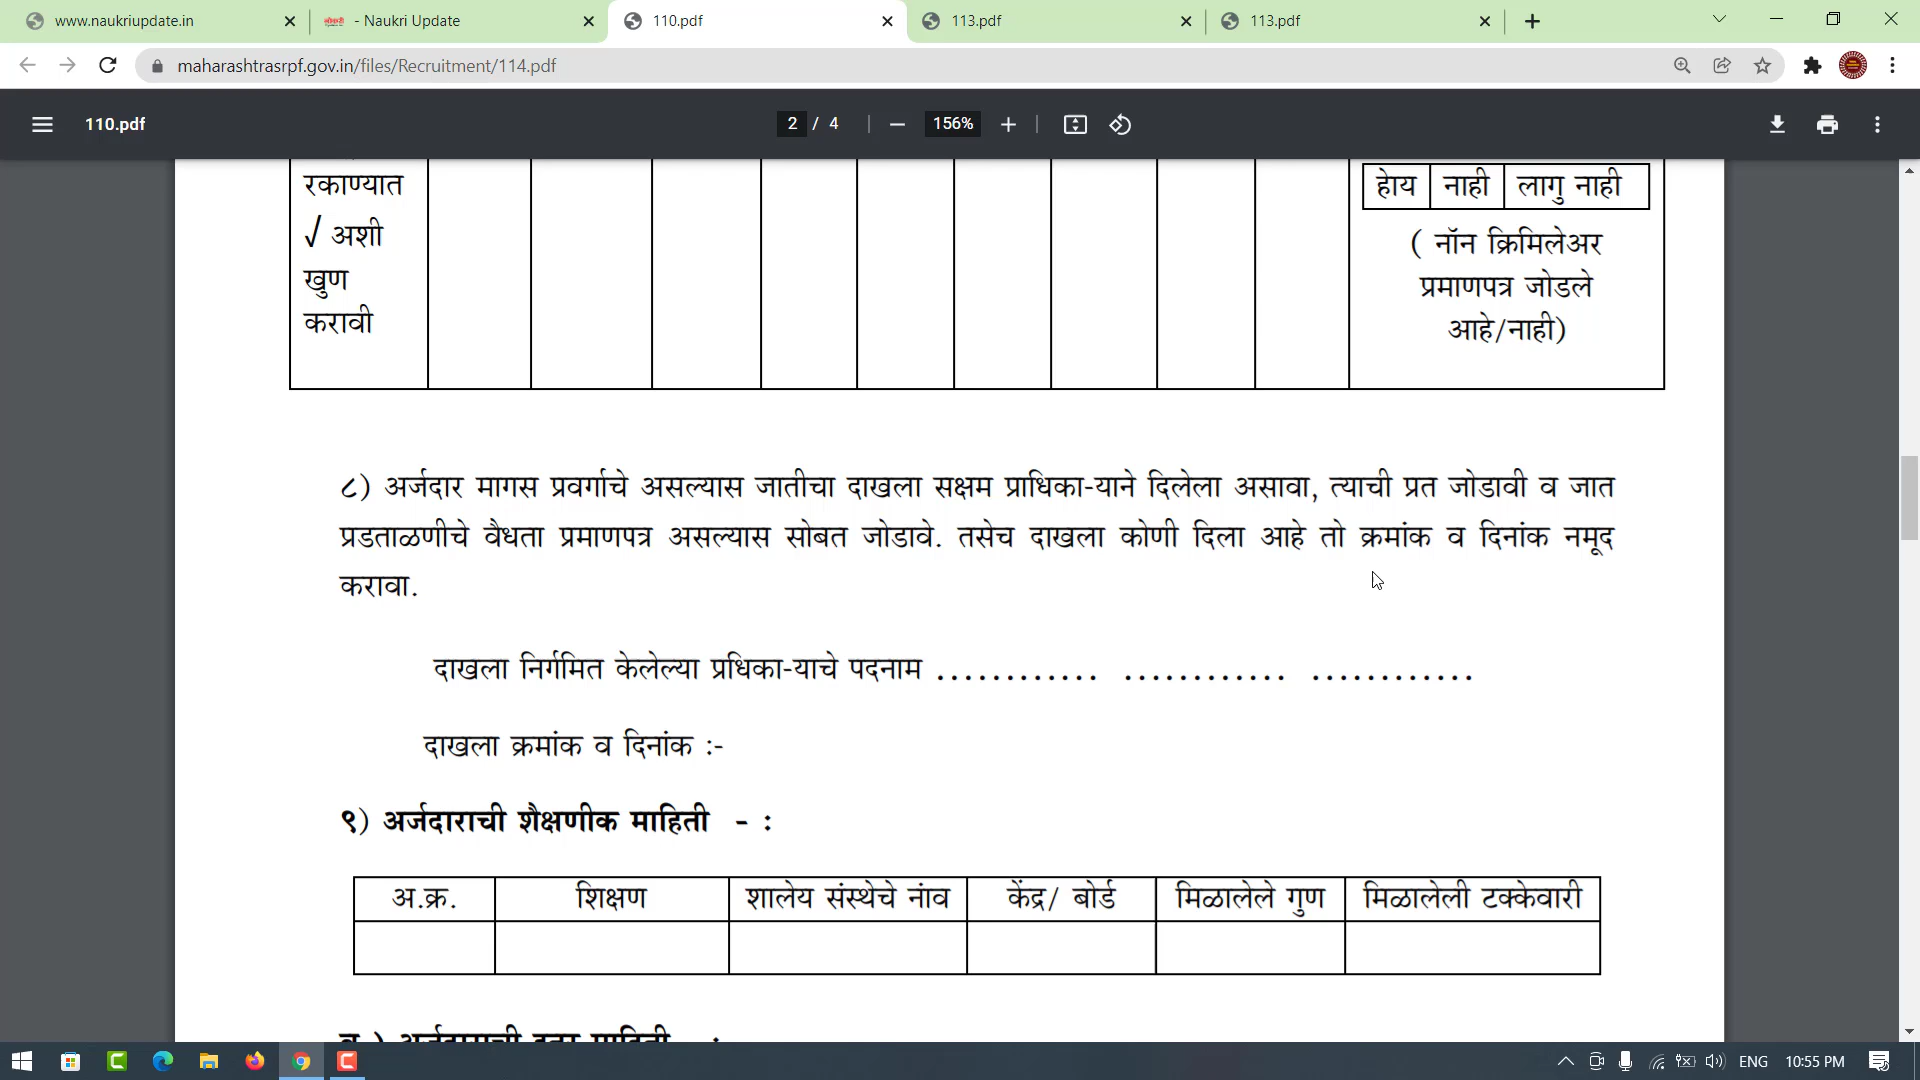 www.naukriupdate.in
- Naukri Update
110.pdf
113.pdf
113.pdf
maharashtrasrpf.gov.in/files/Recruitment/114.pdf
110.pdf
2 / 4
156%
रकाण्यात
√ अशी
खुण
करावी
होय नाही लागु नाही
( नॉन क्रिमिलेअर
प्रमाणपत्र जोडले
आहे/नाही)
८) अर्जदार मागस प्रवर्गाचे असल्यास जातीचा दाखला सक्षम प्राधिका-याने दिलेला असावा, त्याची प्रत जोडावी व जात
प्रडताळणीचे वैधता प्रमाणपत्र असल्यास सोबत जोडावे. तसेच दाखला कोणी दिला आहे तो क्रमांक व दिनांक नमूद
करावा.
दाखला निर्गमित केलेल्या प्रधिका-याचे पदनाम ............ ............ ............
दाखला क्रमांक व दिनांक :-
९) अर्जदाराची शैक्षणीक माहिती - :
अ.क्र. शिक्षण शालेय संस्थेचे नांव केंद्र/ बोर्ड मिळालेले गुण मिळालेली टक्केवारी
ENG
10:55 PM